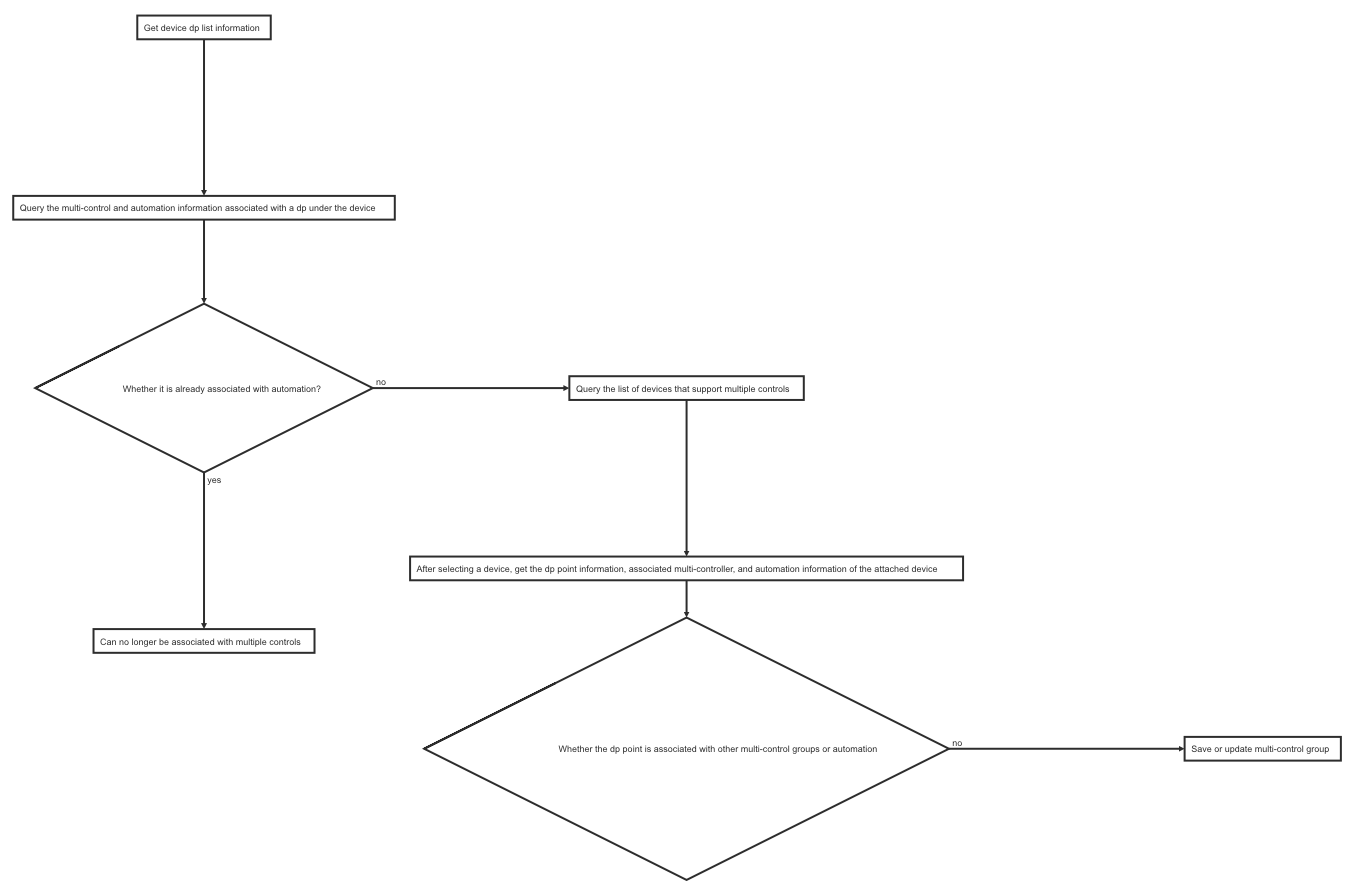 Get device dp list information
Query the multi-control and automation information associated with a dp under the device
Whether it is already associated with automation?
no
Query the list of devices that support multiple controls
yes
After selecting a device, get the dp point information, associated multi-controller, and automation information of the attached device
Can no longer be associated with multiple controls
Whether the dp point is associated with other multi-control groups or automation
no
Save or update multi-control group